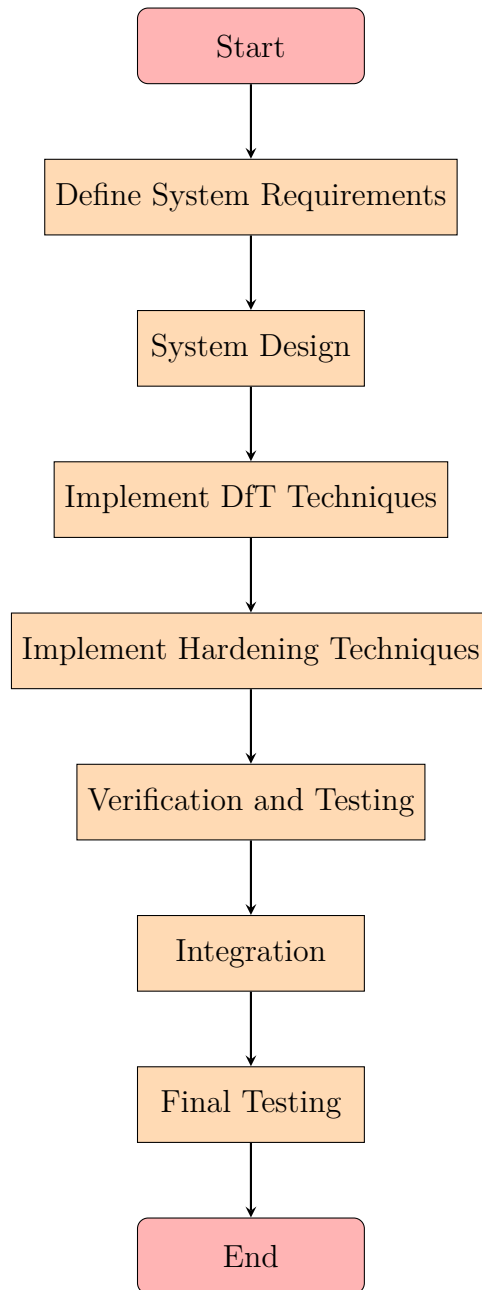 Start
Define System Requirements
System Design
Implement DfT Techniques
Implement Hardening Techniques
Verification and Testing
Integration
Final Testing
End